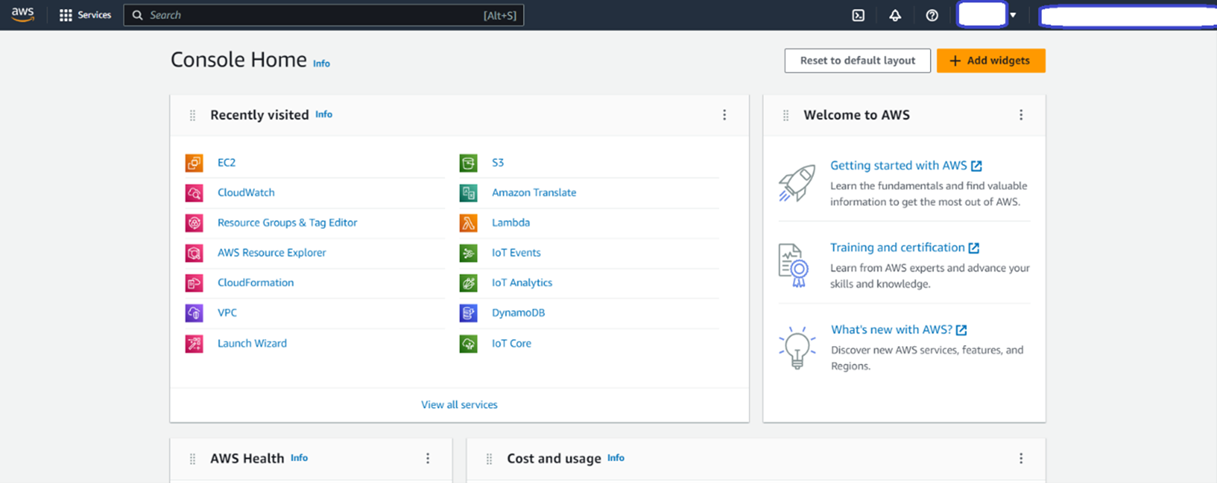 aws
Services
Search [Alt+S]
Console Home Info
Reset to default layout
+ Add widgets
Recently visited Info
EC2
CloudWatch
Resource Groups & Tag Editor
AWS Resource Explorer
CloudFormation
VPC
Launch Wizard
S3
Amazon Translate
Lambda
IoT Events
IoT Analytics
DynamoDB
IoT Core
View all services
Welcome to AWS
Getting started with AWS
Learn the fundamentals and find valuable
information to get the most out of AWS.
Training and certification
Learn from AWS experts and advance your
skills and knowledge.
What's new with AWS?
Discover new AWS services, features, and
Regions.
AWS Health Info
Cost and usage Info